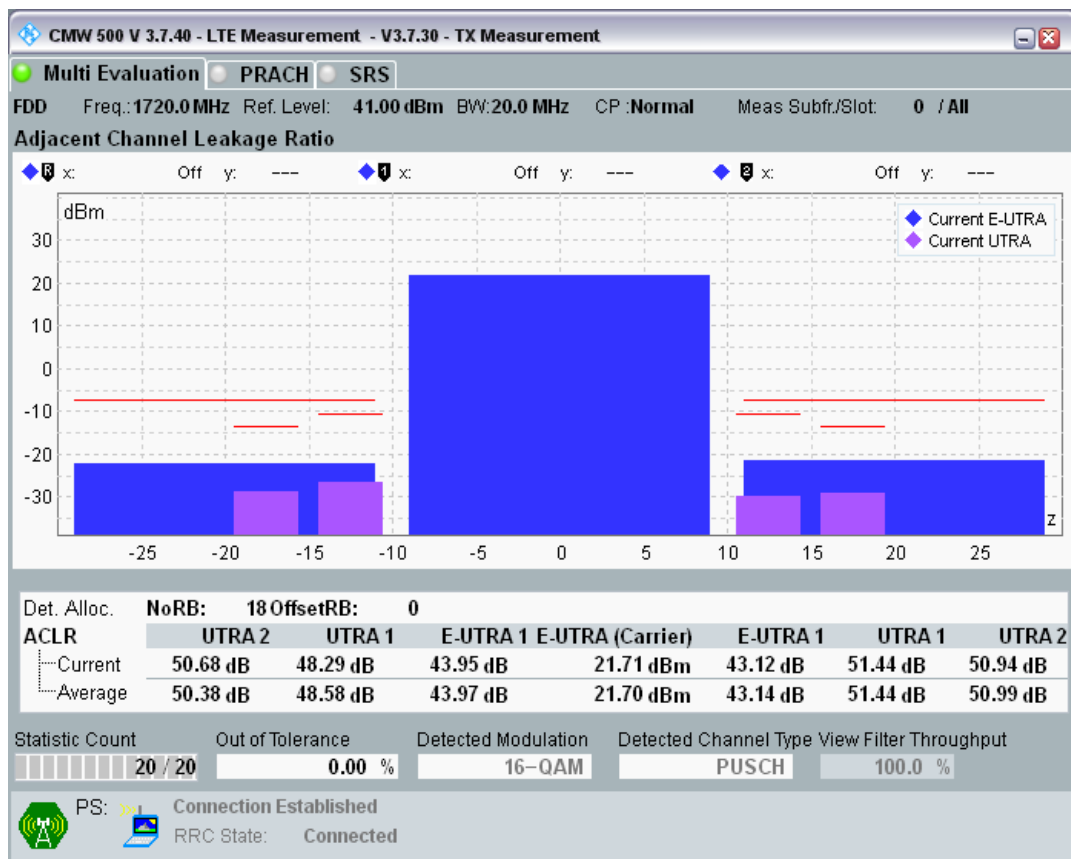 CMW 500 V 3.7.40 - LTE Measurement - V3.7.30 - TX Measurement
Multi Evaluation PRACH SRS
FDD Freq.:1720.0 MHz Ref. Level: 41.00 dBm BW:20.0 MHz CP :Normal Meas Subfr./Slot: 0 / All
Adjacent Channel Leakage Ratio
R x: Off y: --- 1 x: Off y: --- 2 x: Off y: ---
dBm
Current E-UTRA
Current UTRA
30
20
10
0
-10
-20
-30
z
-25 -20 -15 -10 -5 0 5 10 15 20 25
Det. Alloc. NoRB: 18 OffsetRB: 0
ACLR UTRA 2 UTRA 1 E-UTRA 1 E-UTRA (Carrier) E-UTRA 1 UTRA 1 UTRA 2
Current 50.68 dB 48.29 dB 43.95 dB 21.71 dBm 43.12 dB 51.44 dB 50.94 dB
Average 50.38 dB 48.58 dB 43.97 dB 21.70 dBm 43.14 dB 51.44 dB 50.99 dB
Statistic Count Out of Tolerance Detected Modulation Detected Channel Type View Filter Throughput
20 / 20 0.00 % 16-QAM PUSCH 100.0 %
PS: Connection Established
RRC State: Connected